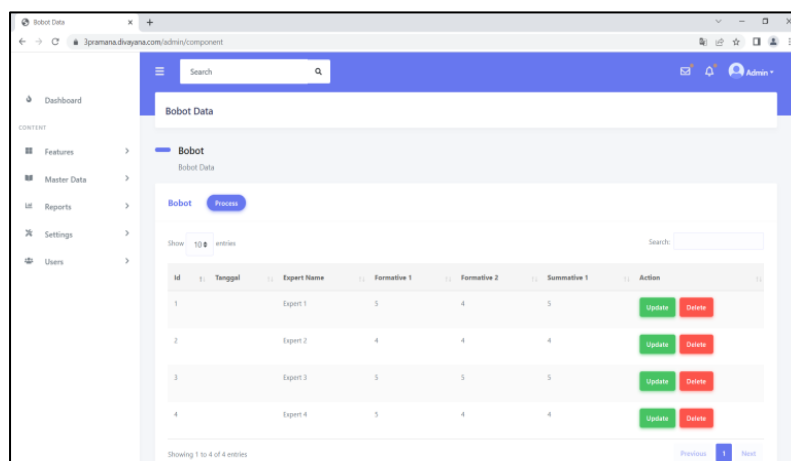 Bobot Data
3pramana.divayana.com/admin/component
Search
Admin
Dashboard
CONTENT
Features
Master Data
Reports
Settings
Users
Bobot Data
Bobot
Bobot Data
Bobot Process
Show 10 entries Search:
Id Tanggal Expert Name Formative 1 Formative 2 Summative 1 Action
1 Expert 1 5 4 5 Update Delete
2 Expert 2 4 4 4 Update Delete
3 Expert 3 5 5 5 Update Delete
4 Expert 4 5 4 4 Update Delete
Showing 1 to 4 of 4 entries Previous 1 Next